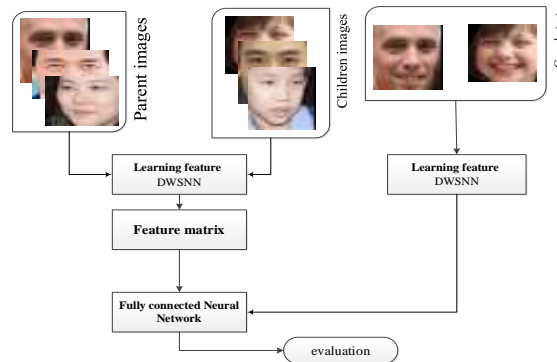 Parent images
Children images
Learning feature
DWSNN
Learning feature
DWSNN
Feature matrix
Fully connected Neural
Network
evaluation